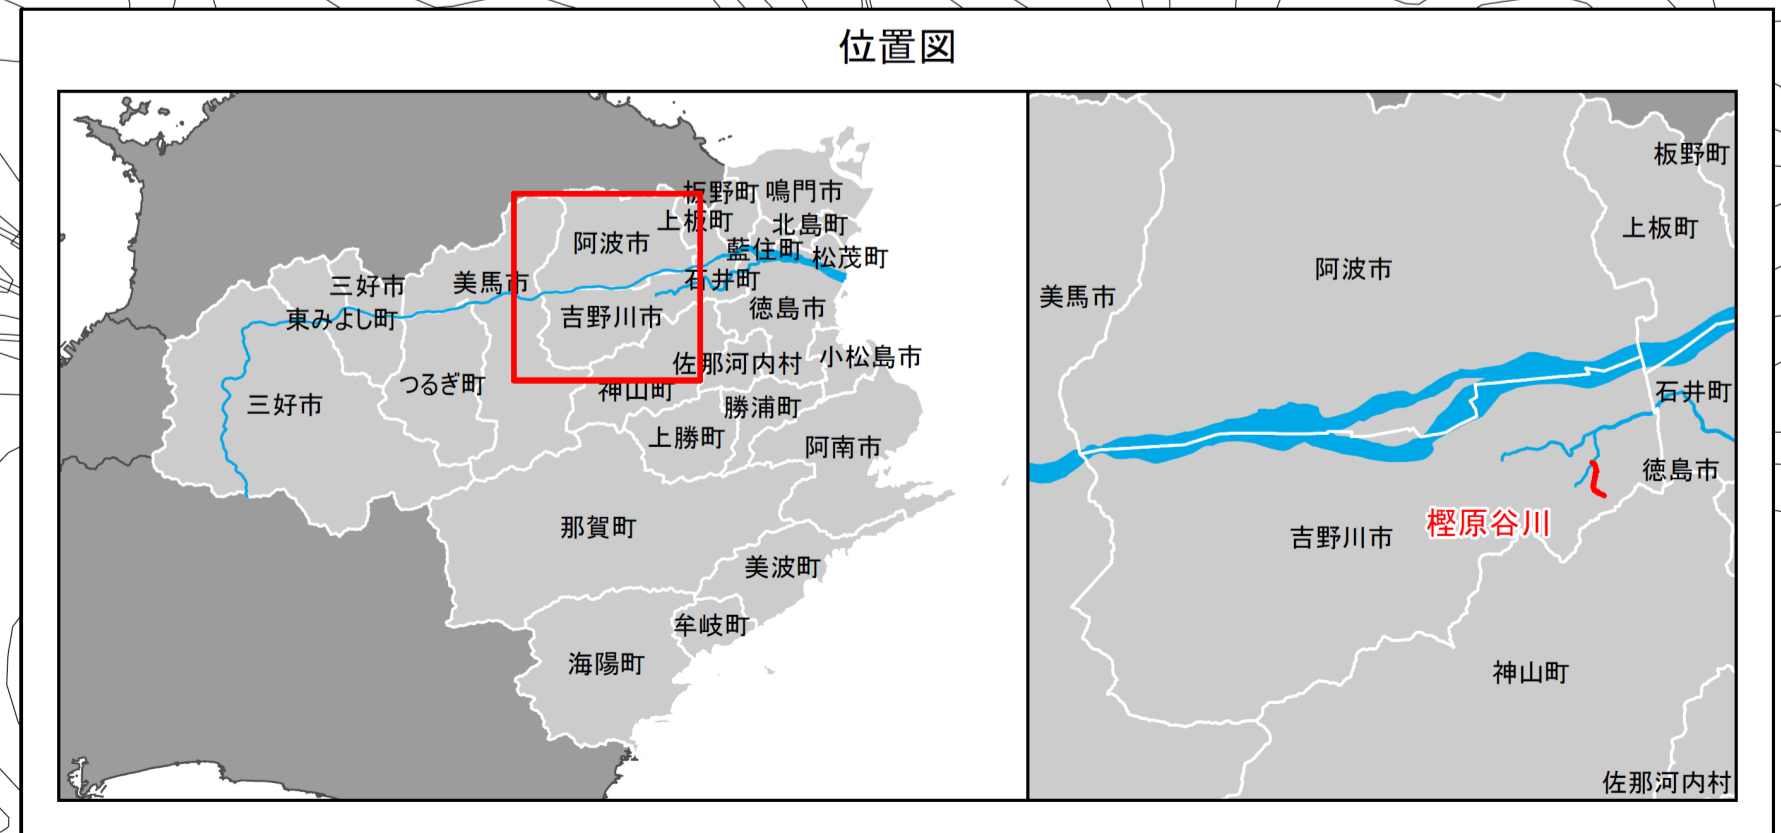 位置図
板野町
鳴門市
上板町
北島町
阿波市
藍住町
松茂町
三好市
美馬市
石井町
東みよし町
吉野川市
徳島市
佐那河内村
小松島市
つるぎ町
神山町
三好市
勝浦町
上勝町
阿南市
那賀町
美波町
牟岐町
海陽町
板野町
上板町
阿波市
美馬市
石井町
徳島市
樫原谷川
吉野川市
神山町
佐那河内村